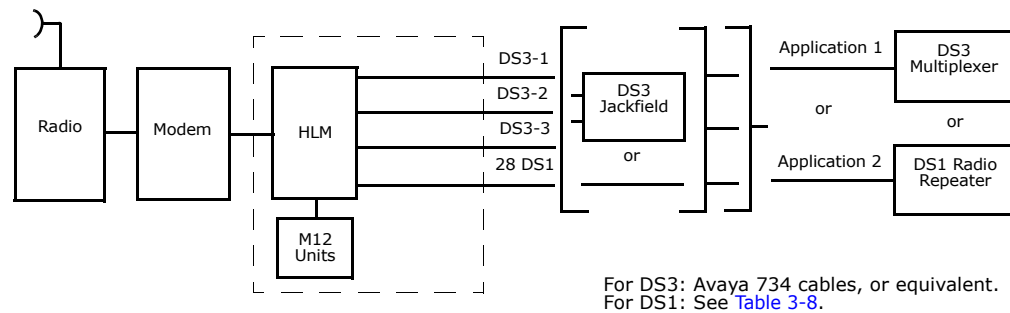 Radio
Modem
HLM
M12
Units
DS3-1
DS3-2
DS3-3
28 DS1
DS3
Jackfield
or
Application 1
or
Application 2
DS3
Multiplexer
or
DS1 Radio
Repeater
For DS3: Avaya 734 cables, or equivalent.
For DS1: See Table 3-8.